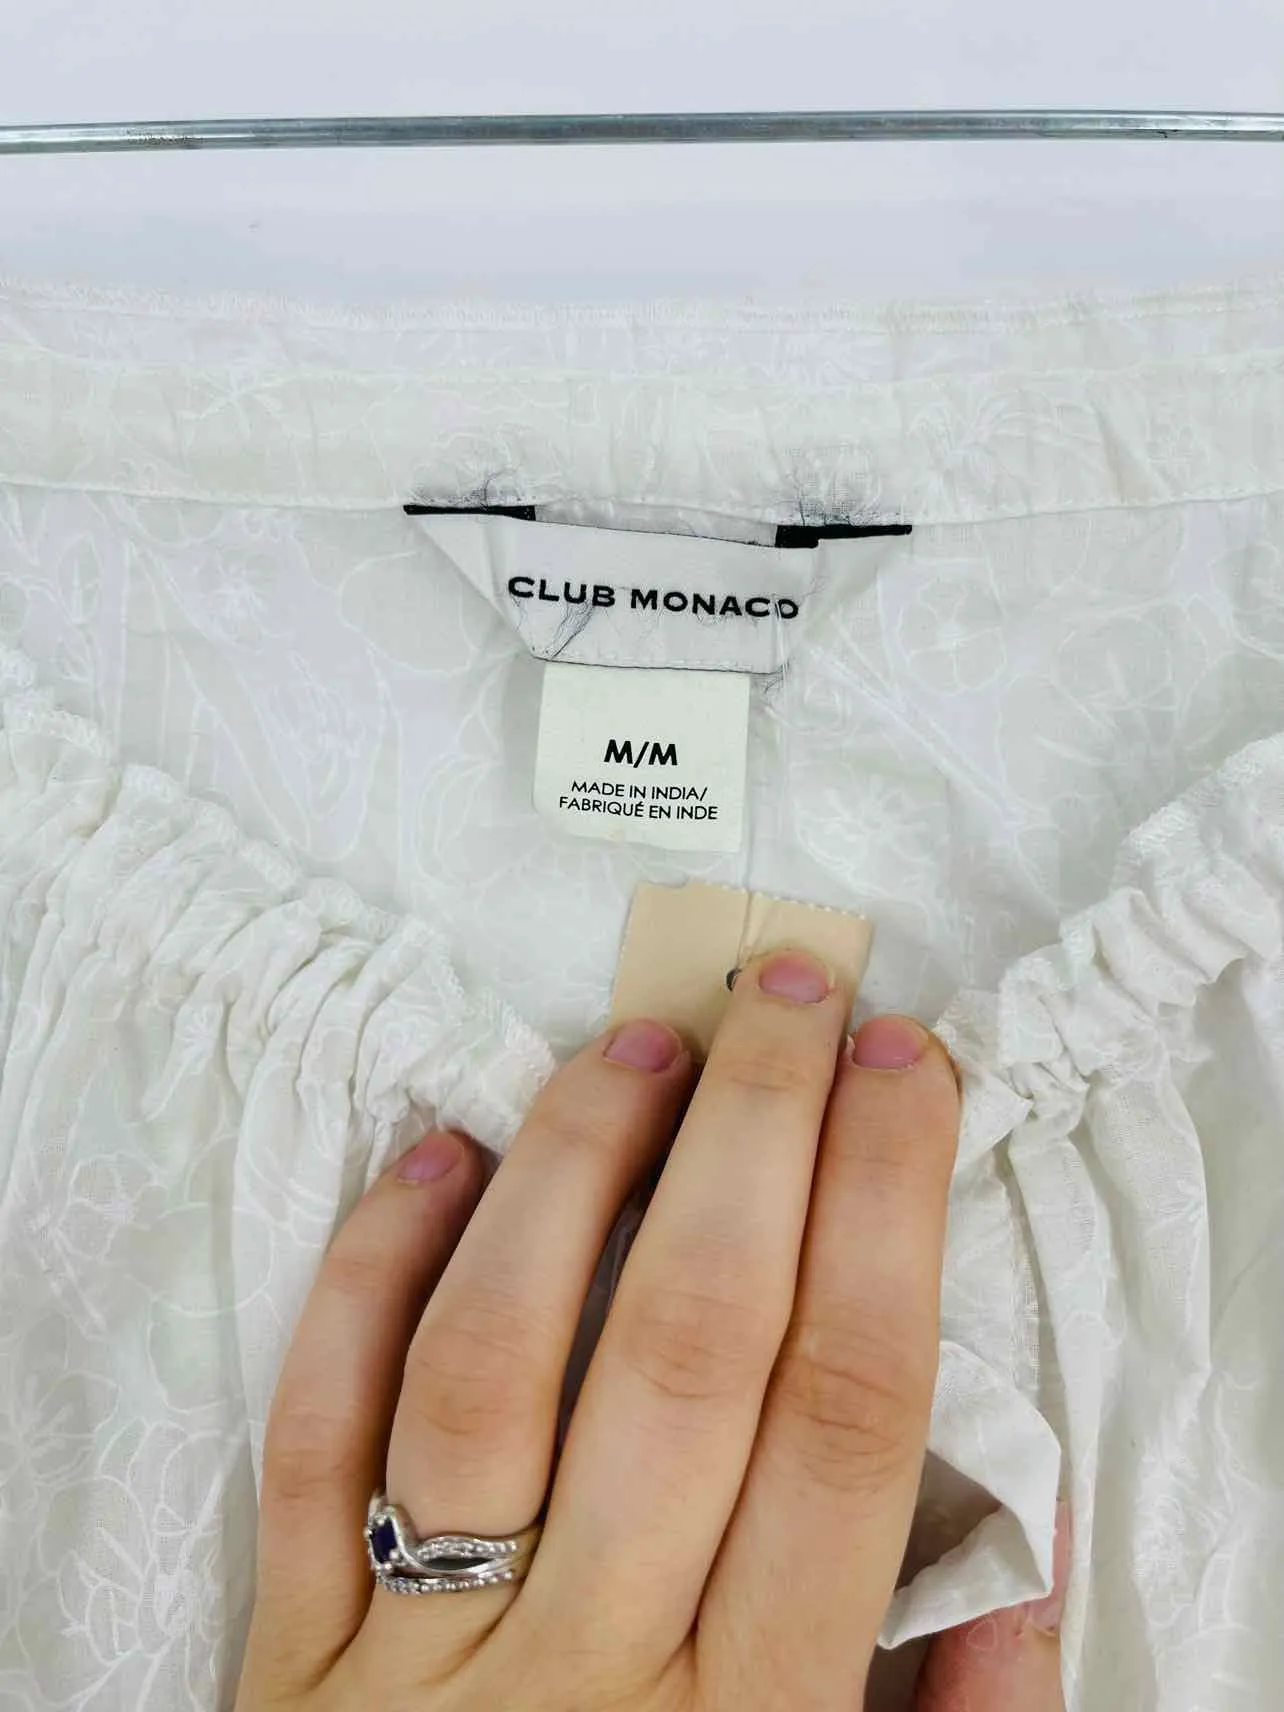 CLUB MONACO
M/M
MADE IN INDIA/
FABRIQUÉ EN INDE